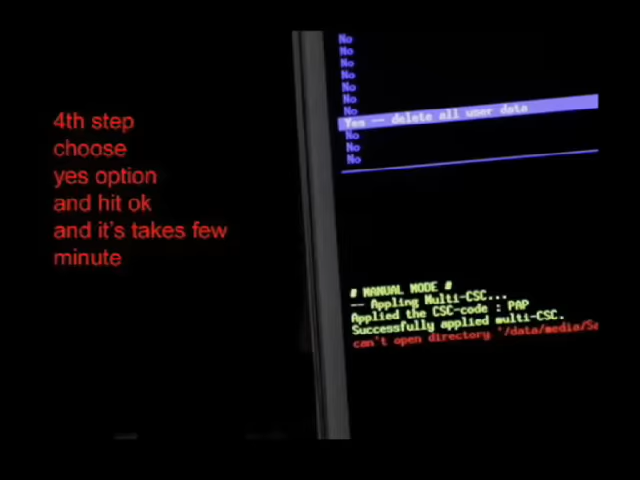 4th step
choose
yes option
and hit ok
and it's takes few
minute
No
No
No
No
No
No
No
Yes -- delete all user data
No
No
No
# MANUAL MODE #
-- Appling Multi-CSC...
Applied the CSC-code : PAP
Successfully applied multi-CSC.
can't open directory '/data/media/